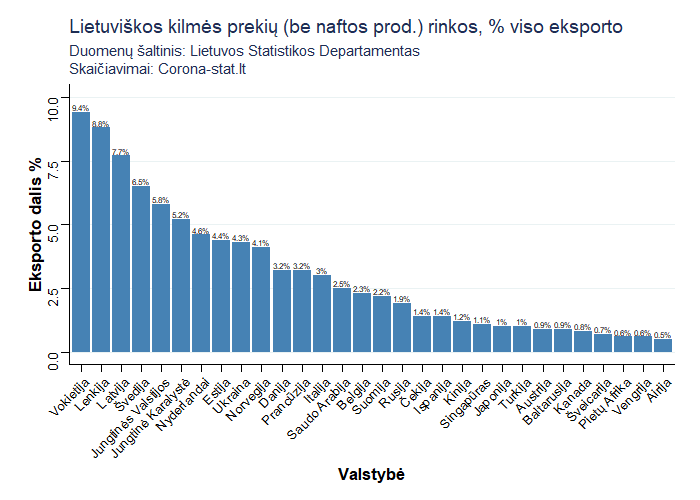 Lietuviškos kilmės prekių (be naftos prod.) rinkos, % viso eksporto
Duomenų šaltinis: Lietuvos Statistikos Departamentas
Skaičiavimai: Corona-stat.lt
Eksporto dalis %
10.0
7.5
5.0
2.5
0.0
9.4%
8.8%
7.7%
6.5%
5.8%
5.2%
4.6%
4.4%
4.3%
4.1%
3.2%
3.2%
3%
2.5%
2.3%
2.2%
1.9%
1.4%
1.4%
1.2%
1.1%
1%
1%
0.9%
0.9%
0.8%
0.7%
0.6%
0.6%
0.5%
Vokietija
Lenkija
Latvija
Švedija
Jungtinės Valstijos
Jungtinė Karalystė
Nyderlandai
Estija
Ukraina
Norvegija
Danija
Prancūzija
Italija
Saudo Arabija
Belgija
Suomija
Rusija
Čekija
Ispanija
Kinija
Singapūras
Japonija
Turkija
Austrija
Baltarusija
Kanada
Šveicarija
Pietų Afrika
Vengrija
Airija
Valstybė